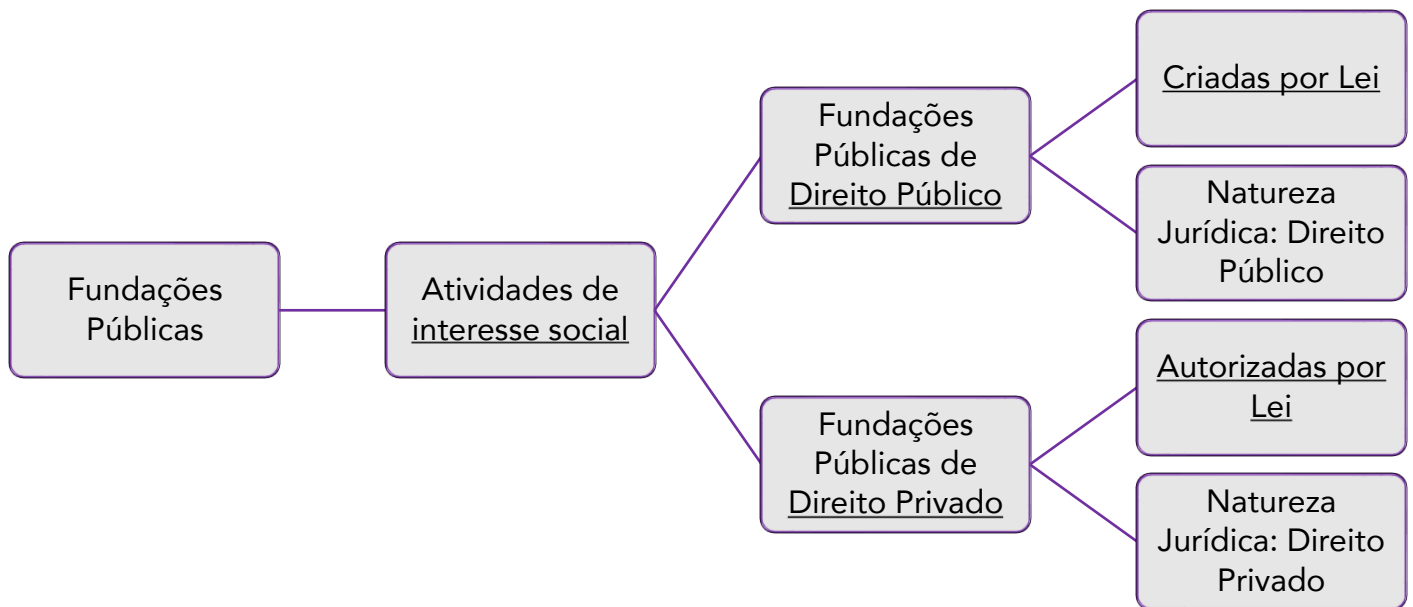 Fundações
Públicas
Atividades de
interesse social
Fundações
Públicas de
Direito Público
Criadas por Lei
Natureza
Jurídica: Direito
Público
Fundações
Públicas de
Direito Privado
Autorizadas por
Lei
Natureza
Jurídica: Direito
Privado